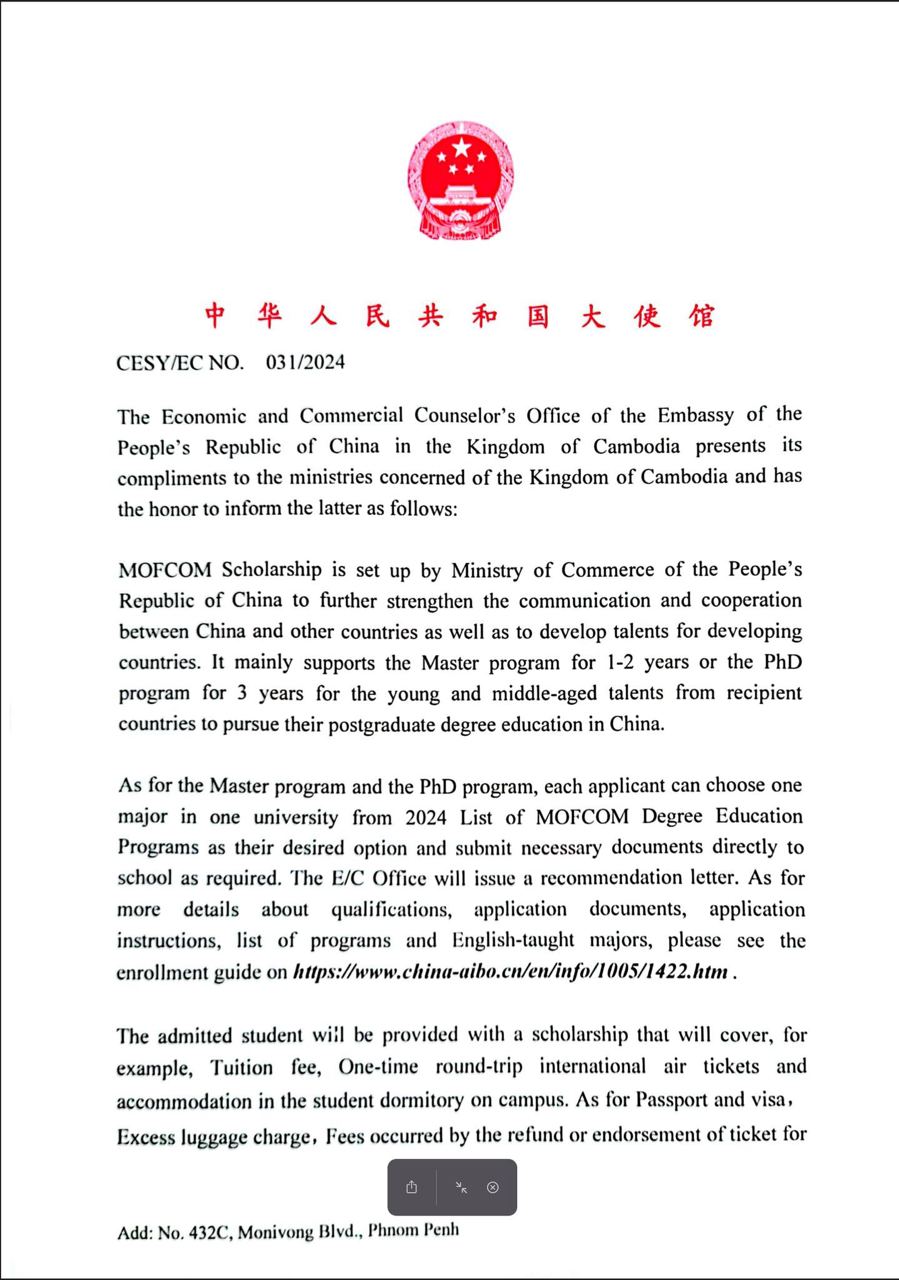 中华人民共和国大使馆
CESY/EC NO. 031/2024
The Economic and Commercial Counselor's Office of the Embassy of the
People's Republic of China in the Kingdom of Cambodia presents its
compliments to the ministries concerned of the Kingdom of Cambodia and has
the honor to inform the latter as follows:
MOFCOM Scholarship is set up by Ministry of Commerce of the People's
Republic of China to further strengthen the communication and cooperation
between China and other countries as well as to develop talents for developing
countries. It mainly supports the Master program for 1-2 years or the PhD
program for 3 years for the young and middle-aged talents from recipient
countries to pursue their postgraduate degree education in China.
As for the Master program and the PhD program, each applicant can choose one
major in one university from 2024 List of MOFCOM Degree Education
Programs as their desired option and submit necessary documents directly to
school as required. The E/C Office will issue a recommendation letter. As for
more details about qualifications, application documents, application
instructions, list of programs and English-taught majors, please see the
enrollment guide on https://www.china-aibo.cn/en/info/1005/1422.htm .
The admitted student will be provided with a scholarship that will cover, for
example, Tuition fee, One-time round-trip international air tickets and
accommodation in the student dormitory on campus. As for Passport and visa,
Excess luggage charge, Fees occurred by the refund or endorsement of ticket for
Add: No. 432C, Monivong Blvd., Phnom Penh